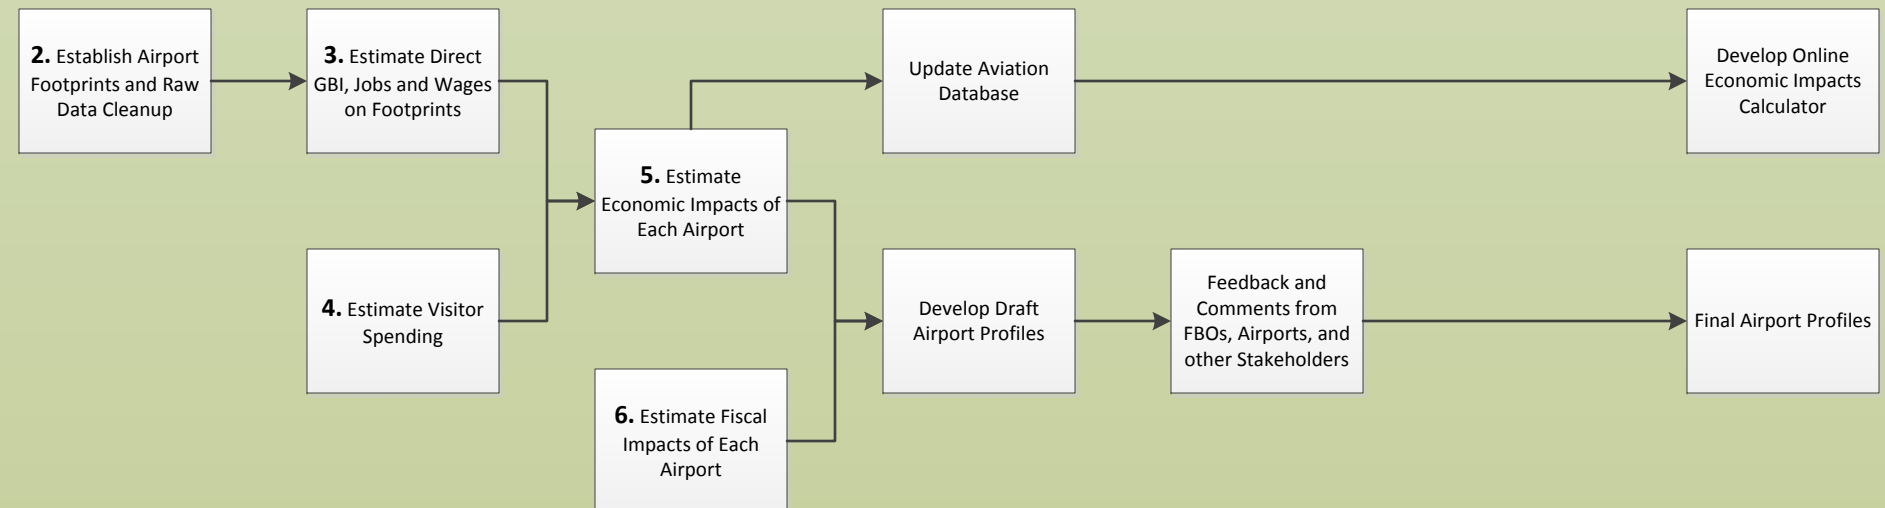 2. Establish Airport
Footprints and Raw
Data Cleanup
3. Estimate Direct
GBI, Jobs and Wages
on Footprints
4. Estimate Visitor
Spending
5. Estimate
Economic Impacts of
Each Airport
6. Estimate Fiscal
Impacts of Each
Airport
Update Aviation
Database
Develop Draft
Airport Profiles
Feedback and
Comments from
FBOs, Airports, and
other Stakeholders
Develop Online
Economic Impacts
Calculator
Final Airport Profiles